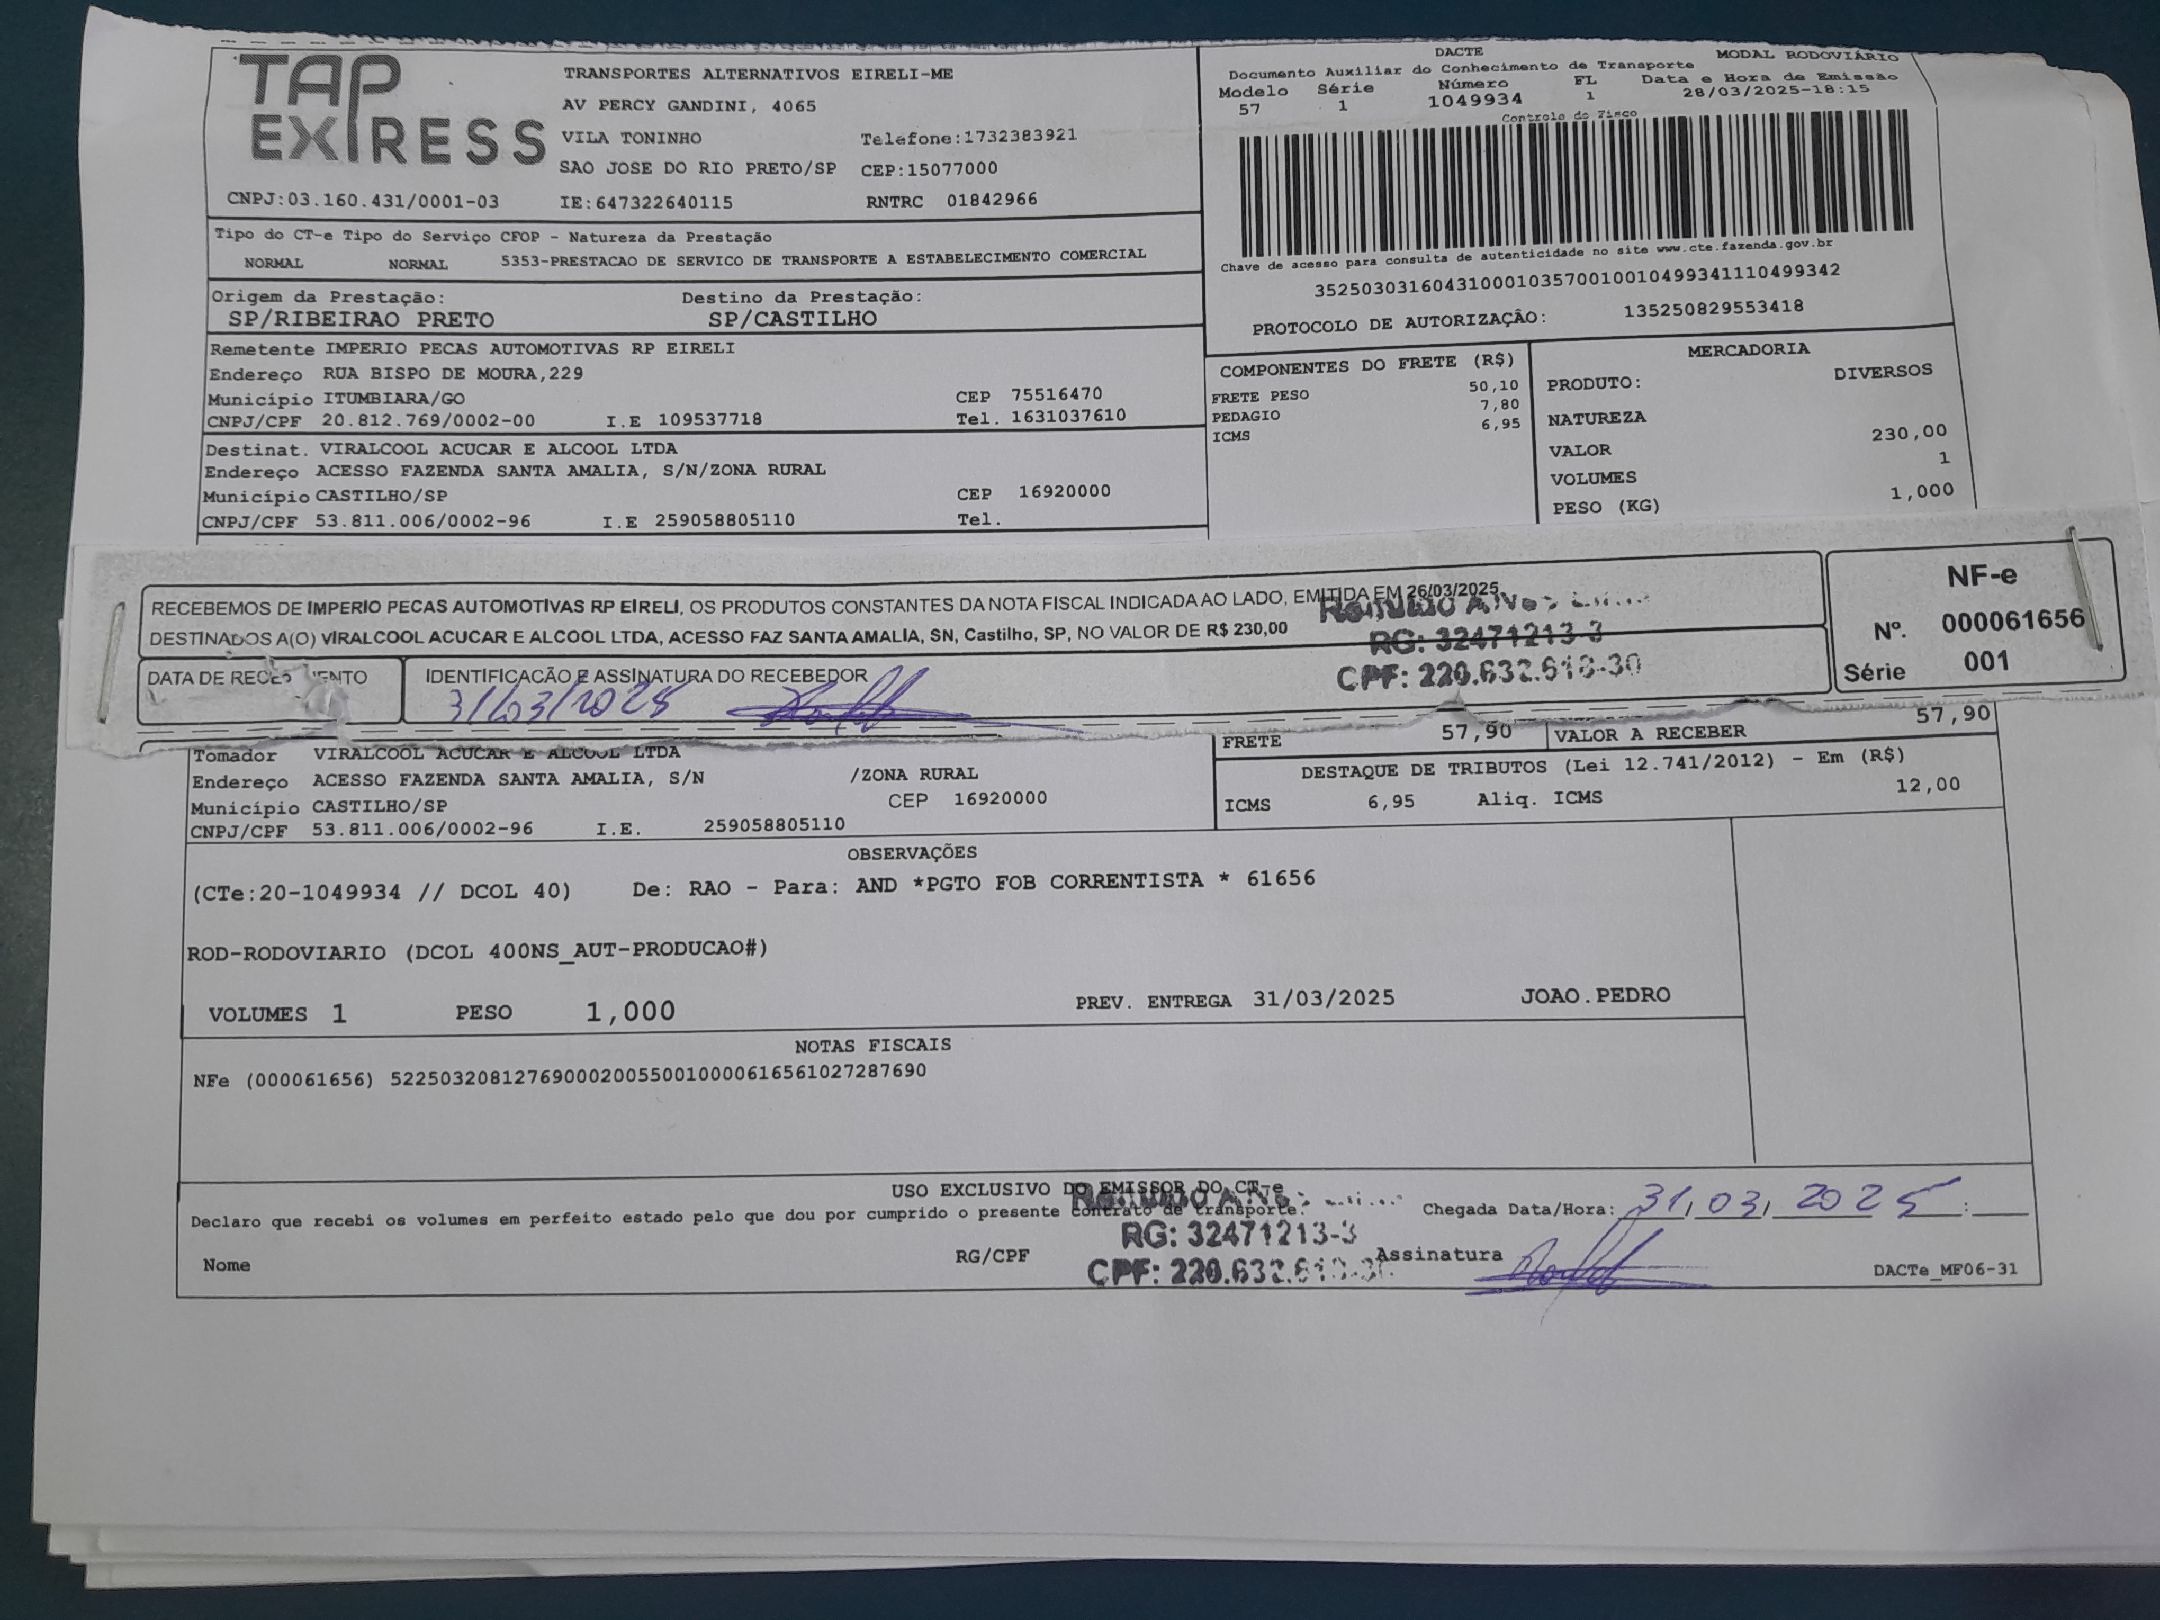 TAP EXPRESS
TRANSPORTES ALTERNATIVOS EIRELI-ME
AV PERCY GANDINI, 4065
VILA TONINHO Telefone:1732383921
SAO JOSE DO RIO PRETO/SP CEP:15077000
CNPJ:03.160.431/0001-03 IE:647322640115 RNTRC 01842966
DACTE MODAL RODOVIÁRIO
Documento Auxiliar do Conhecimento de Transporte
Modelo Série Número FL Data e Hora de Emissão
57 1 1049934 1 28/03/2025-18:15
Controle do Fisco
Chave de acesso para consulta de autenticidade no site www.cte.fazenda.gov.br
35250303160431000103570010010499341110499342
PROTOCOLO DE AUTORIZAÇÃO: 135250829553418
Tipo do CT-e Tipo do Serviço CFOP - Natureza da Prestação
NORMAL NORMAL 5353-PRESTACAO DE SERVICO DE TRANSPORTE A ESTABELECIMENTO COMERCIAL
Origem da Prestação: Destino da Prestação:
SP/RIBEIRAO PRETO SP/CASTILHO
Remetente IMPERIO PECAS AUTOMOTIVAS RP EIRELI
Endereço RUA BISPO DE MOURA,229
Município ITUMBIARA/GO CEP 75516470
CNPJ/CPF 20.812.769/0002-00 I.E 109537718 Tel. 1631037610
Destinat. VIRALCOOL ACUCAR E ALCOOL LTDA
Endereço ACESSO FAZENDA SANTA AMALIA, S/N/ZONA RURAL
Município CASTILHO/SP CEP 16920000
CNPJ/CPF 53.811.006/0002-96 I.E 259058805110 Tel.
COMPONENTES DO FRETE (R$)
FRETE PESO 50,10
PEDAGIO 7,80
ICMS 6,95
MERCADORIA
PRODUTO: DIVERSOS
NATUREZA
VALOR 230,00
VOLUMES 1
PESO (KG) 1,000
RECEBEMOS DE IMPERIO PECAS AUTOMOTIVAS RP EIRELI, OS PRODUTOS CONSTANTES DA NOTA FISCAL INDICADA AO LADO, EMITIDA EM 26/03/2025
DESTINADOS A(O) VIRALCOOL ACUCAR E ALCOOL LTDA, ACESSO FAZ SANTA AMALIA, SN, Castilho, SP, NO VALOR DE R$ 230,00
RG: 32471213-3
CPF: 220.632.618-30
DATA DE RECEBIMENTO IDENTIFICAÇÃO E ASSINATURA DO RECEBEDOR
31/03/2025
NF-e
Nº. 000061656
Série 001
FRETE 57,90 VALOR A RECEBER 57,90
Tomador VIRALCOOL ACUCAR E ALCOOL LTDA
Endereço ACESSO FAZENDA SANTA AMALIA, S/N /ZONA RURAL
Município CASTILHO/SP CEP 16920000
CNPJ/CPF 53.811.006/0002-96 I.E. 259058805110
DESTAQUE DE TRIBUTOS (Lei 12.741/2012) - Em (R$)
ICMS 6,95 Aliq. ICMS 12,00
OBSERVAÇÕES
(CTe:20-1049934 // DCOL 40) De: RAO - Para: AND *PGTO FOB CORRENTISTA * 61656
ROD-RODOVIARIO (DCOL 400NS_AUT-PRODUCAO#)
VOLUMES 1 PESO 1,000 PREV. ENTREGA 31/03/2025 JOAO.PEDRO
NOTAS FISCAIS
NFe (000061656) 52250320812769000200550010000616561027287690
USO EXCLUSIVO DO EMISSOR DO CT-e
Declaro que recebi os volumes em perfeito estado pelo que dou por cumprido o presente contrato de transporte. Chegada Data/Hora: 31/03/2025
RG: 32471213-3
Nome RG/CPF Assinatura
CPF: 220.632.618-30
DACTe_MF06-31